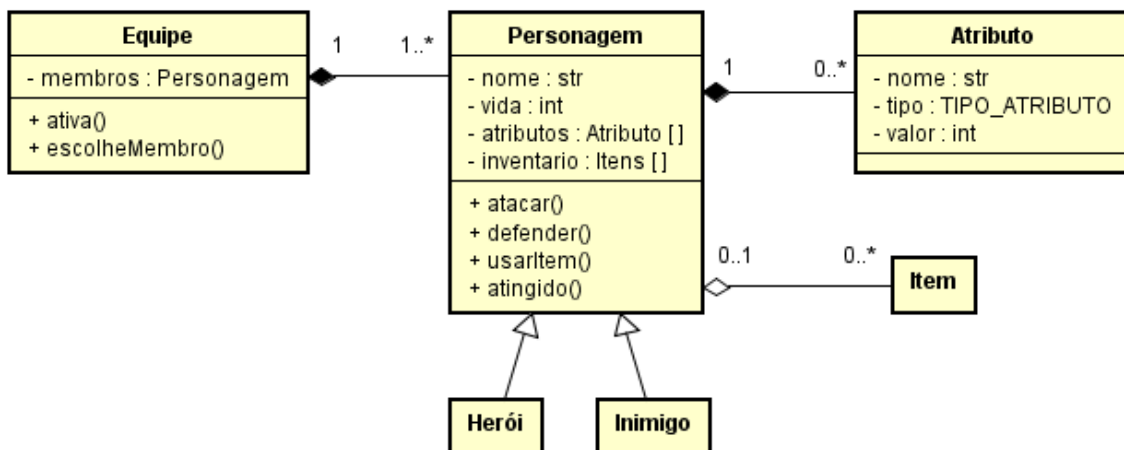 Equipe
- membros : Personagem
+ ativa()
+ escolheMembro()
1
1..*
Personagem
- nome : str
- vida : int
- atributos : Atributo [ ]
- inventario : Itens [ ]
+ atacar()
+ defender()
+ usarItem()
+ atingido()
1
0..*
Atributo
- nome : str
- tipo : TIPO_ATRIBUTO
- valor : int
0..1
0..*
Item
Herói
Inimigo